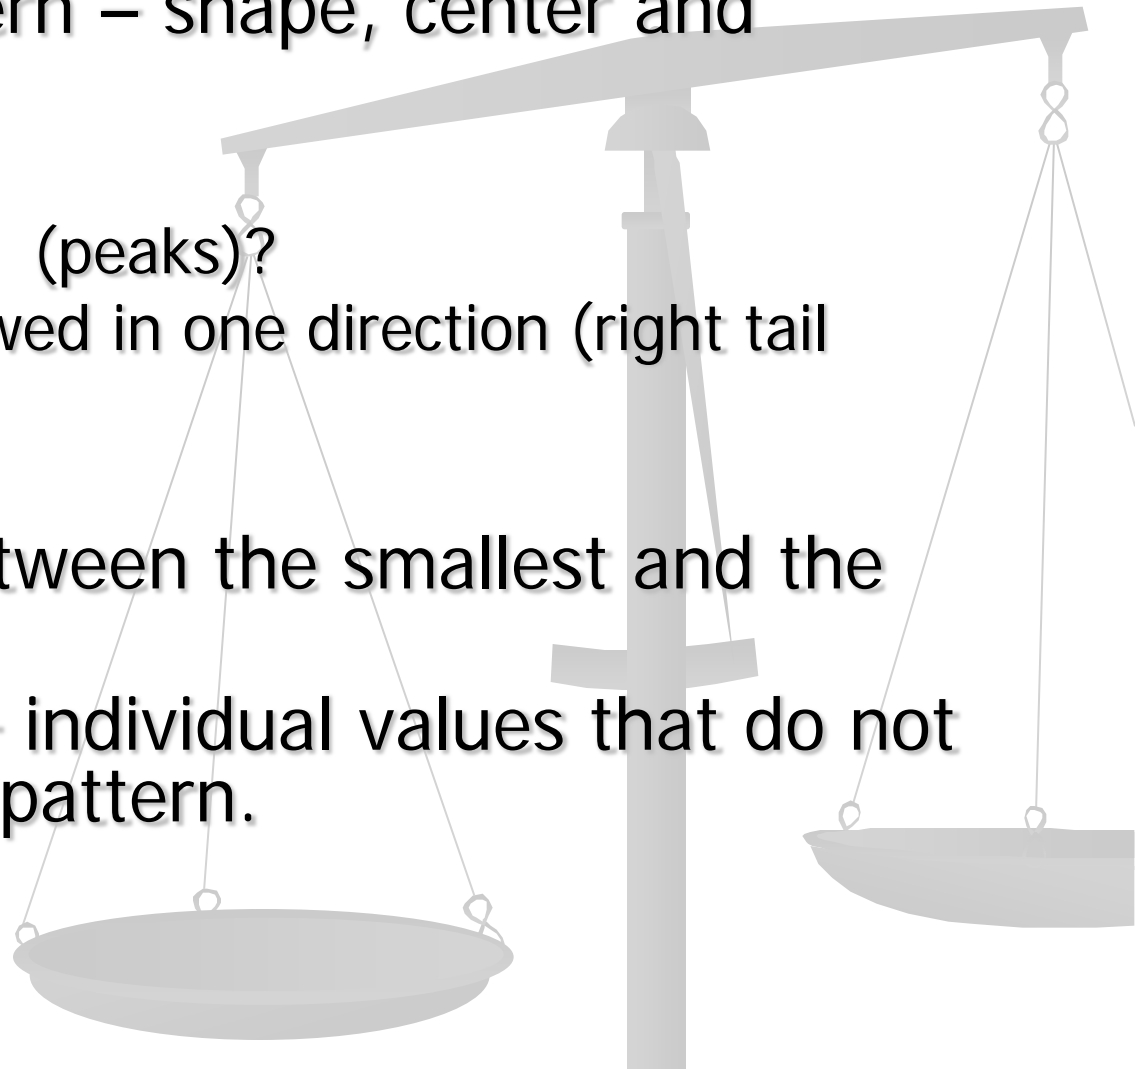 ern – shape, center and
(peaks)?
wed in one direction (right tail
tween the smallest and the
- individual values that do not
pattern.